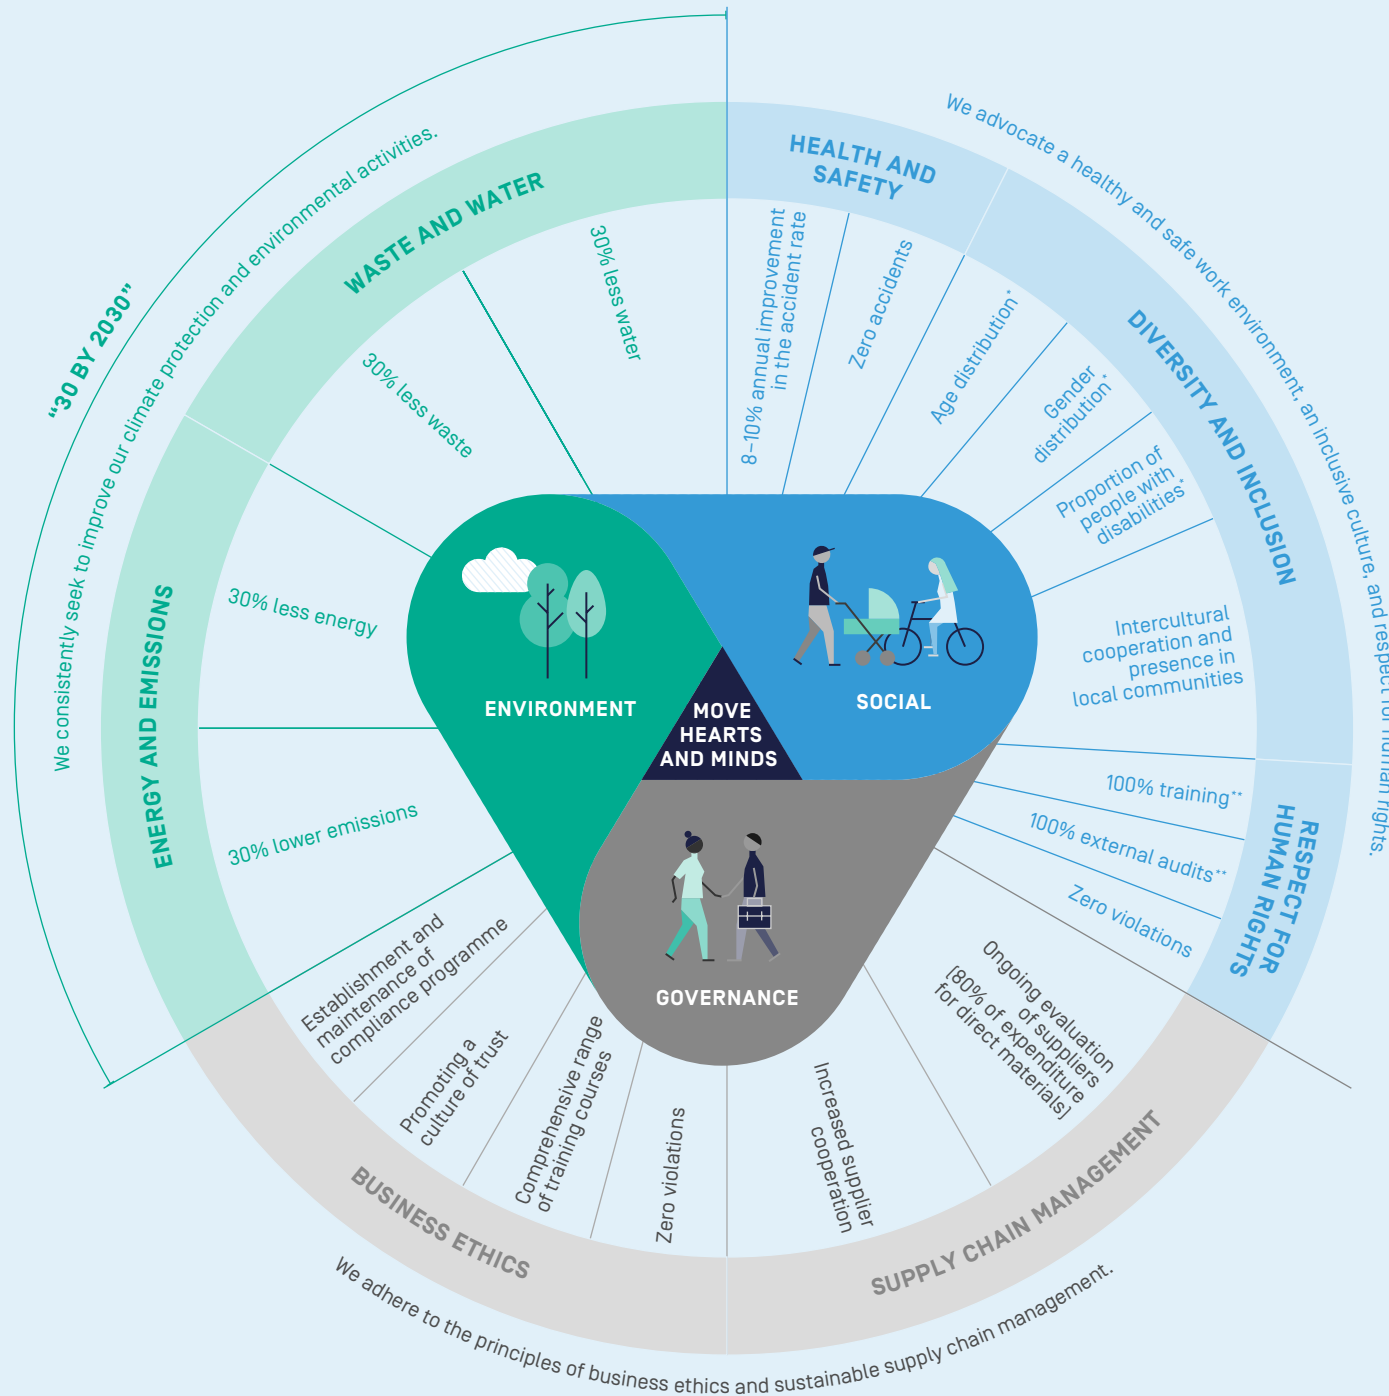 "30 BY 2030"
We consistently seek to improve our climate protection and environmental activities.
WASTE AND WATER
30% less water
30% less waste
ENERGY AND EMISSIONS
30% less energy
30% lower emissions
We advocate a healthy and safe work environment, an inclusive culture, and respect for human rights.
HEALTH AND
SAFETY
8–10% annual improvement
in the accident rate
Zero accidents
DIVERSITY AND INCLUSION
Age distribution*
Gender
distribution*
Proportion of
people with
disabilities*
Intercultural
cooperation and
presence in
local communities
RESPECT FOR
HUMAN RIGHTS
100% training**
100% external audits**
Zero violations
ENVIRONMENT
SOCIAL
MOVE
HEARTS
AND MINDS
GOVERNANCE
SUPPLY CHAIN MANAGEMENT
Ongoing evaluation
of suppliers
[80% of expenditure
for direct materials]
Increased supplier
cooperation
BUSINESS ETHICS
Establishment and
maintenance of
compliance programme
Promoting a
culture of trust
Comprehensive range
of training courses
Zero violations
We adhere to the principles of business ethics and sustainable supply chain management.